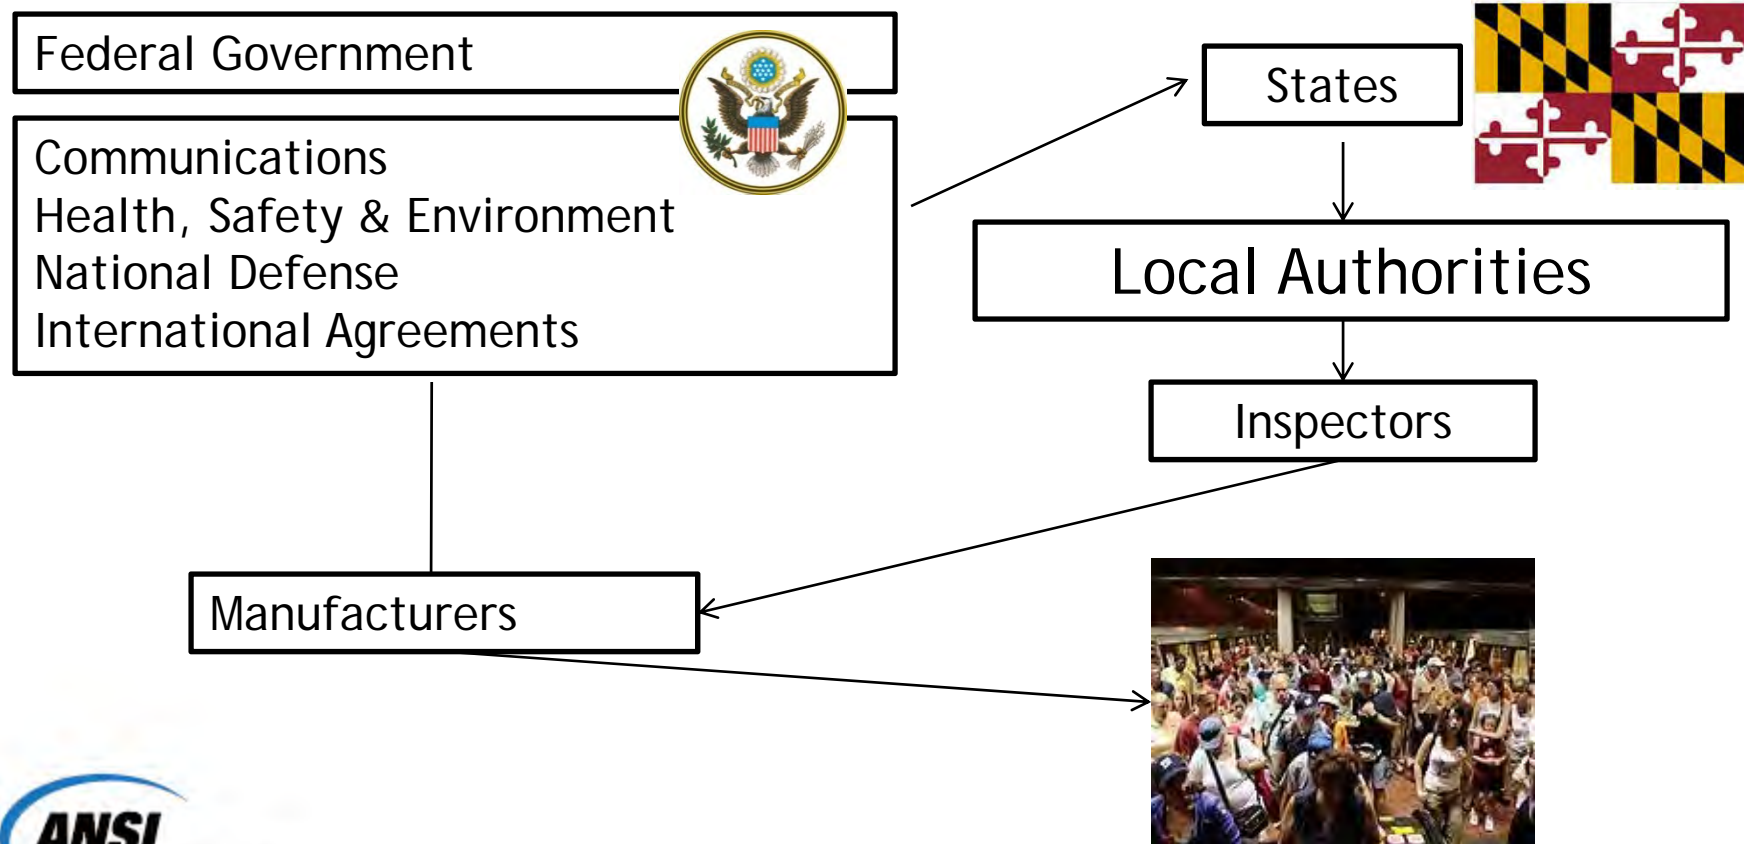 Federal Government
Communications
Health, Safety & Environment
National Defense
International Agreements
States
Local Authorities
Inspectors
Manufacturers
ANSI